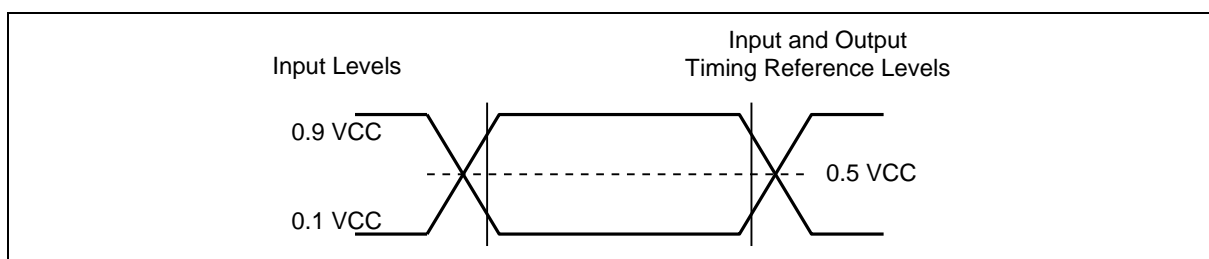 Input and Output
Timing Reference Levels
Input Levels
0.9 VCC
0.5 VCC
0.1 VCC